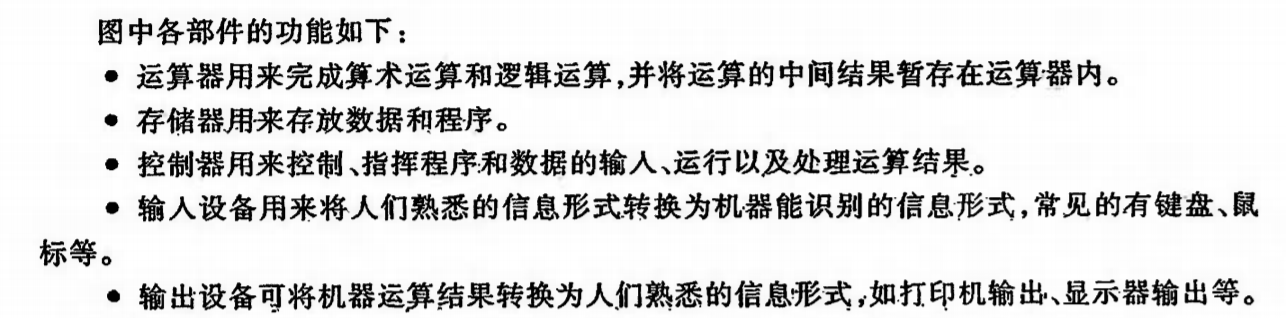 图中各部件的功能如下：
● 运算器用来完成算术运算和逻辑运算,并将运算的中间结果暂存在运算器内。
● 存储器用来存放数据和程序。
● 控制器用来控制、指挥程序和数据的输入、运行以及处理运算结果。
● 输入设备用来将人们熟悉的信息形式转换为机器能识别的信息形式,常见的有键盘、鼠
标等。
● 输出设备可将机器运算结果转换为人们熟悉的信息形式,如打印机输出、显示器输出等。